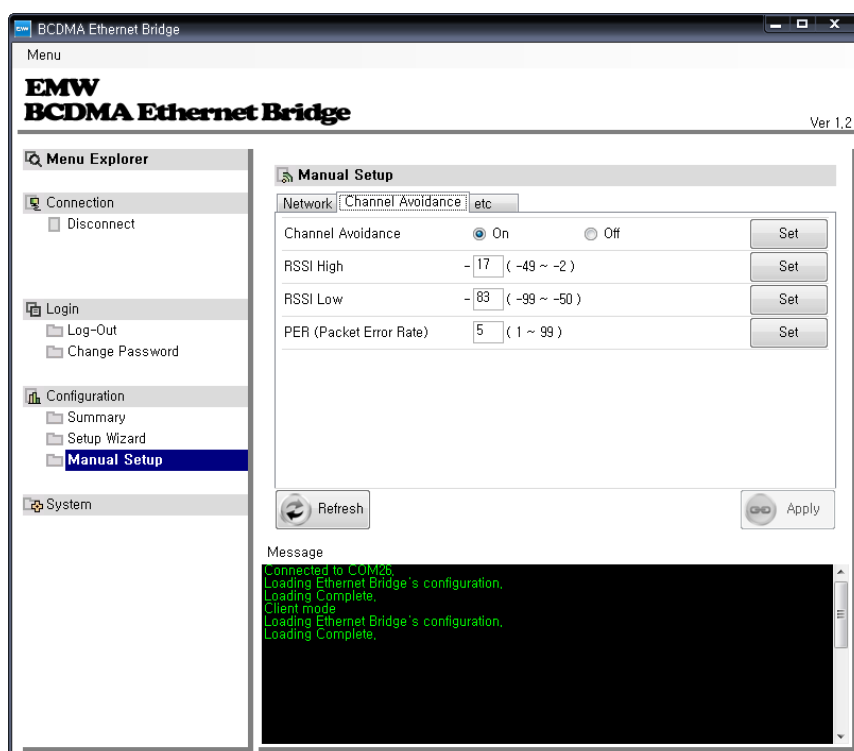 EMW BCDMA Ethernet Bridge
Menu
EMW
BCDMA Ethernet Bridge
Ver 1,2
Menu Explorer
Connection
Disconnect
Login
Log-Out
Change Password
Configuration
Summary
Setup Wizard
Manual Setup
System
Manual Setup
Network Channel Avoidance etc
Channel Avoidance On Off Set
RSSI High - 17 ( -49 ~ -2 ) Set
RSSI Low - 83 ( -99 ~ -50 ) Set
PER (Packet Error Rate) 5 ( 1 ~ 99 ) Set
Refresh Apply
Message
Connected to COM26,
Loading Ethernet Bridge's configuration,
Loading Complete,
Client mode
Loading Ethernet Bridge's configuration,
Loading Complete,